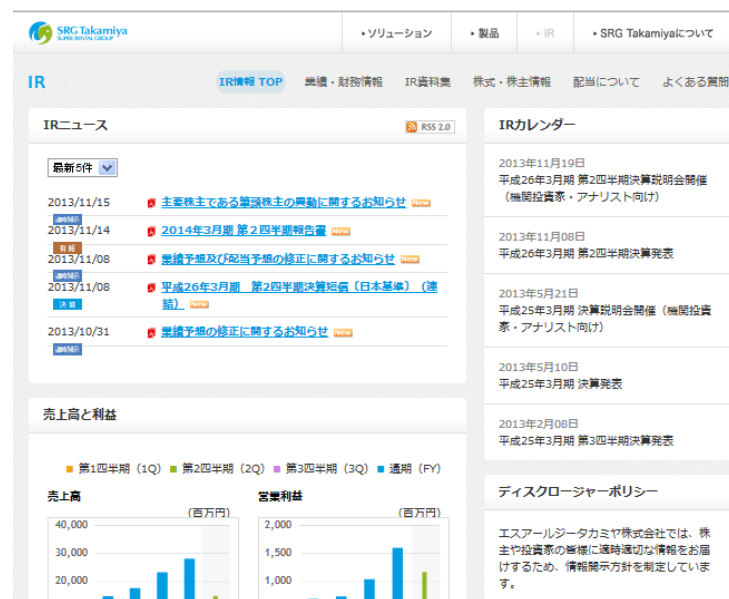 SRG Takamiya
SUPER RENTAL GROUP
ソリューション
製品
IR
SRG Takamiyaについて
IR
IR情報 TOP
業績・財務情報
IR資料集
株式・株主情報
配当について
よくある質問
IRニュース
RSS 2.0
最新5件
2013/11/15
主要株主である筆頭株主の異動に関するお知らせ New
適時開示
2013/11/14
2014年3月期 第2四半期報告書 New
有報
2013/11/08
業績予想及び配当予想の修正に関するお知らせ New
適時開示
2013/11/08
平成26年3月期 第2四半期決算短信〔日本基準〕(連
結) New
決算
2013/10/31
業績予想の修正に関するお知らせ New
適時開示
売上高と利益
第1四半期（1Q） 第2四半期（2Q） 第3四半期（3Q） 通期（FY）
売上高
(百万円)
40,000
30,000
20,000
営業利益
(百万円)
2,000
1,500
1,000
IRカレンダー
2013年11月19日
平成26年3月期 第2四半期決算説明会開催
（機関投資家・アナリスト向け）
2013年11月08日
平成26年3月期 第2四半期決算発表
2013年5月21日
平成25年3月期 決算説明会開催（機関投資
家・アナリスト向け）
2013年5月10日
平成25年3月期 決算発表
2013年2月08日
平成25年3月期 第3四半期決算発表
ディスクロージャーポリシー
エスアールジータカミヤ株式会社では、株
主や投資家の皆様に適時適切な情報をお届
けするため、情報開示方針を制定していま
す。